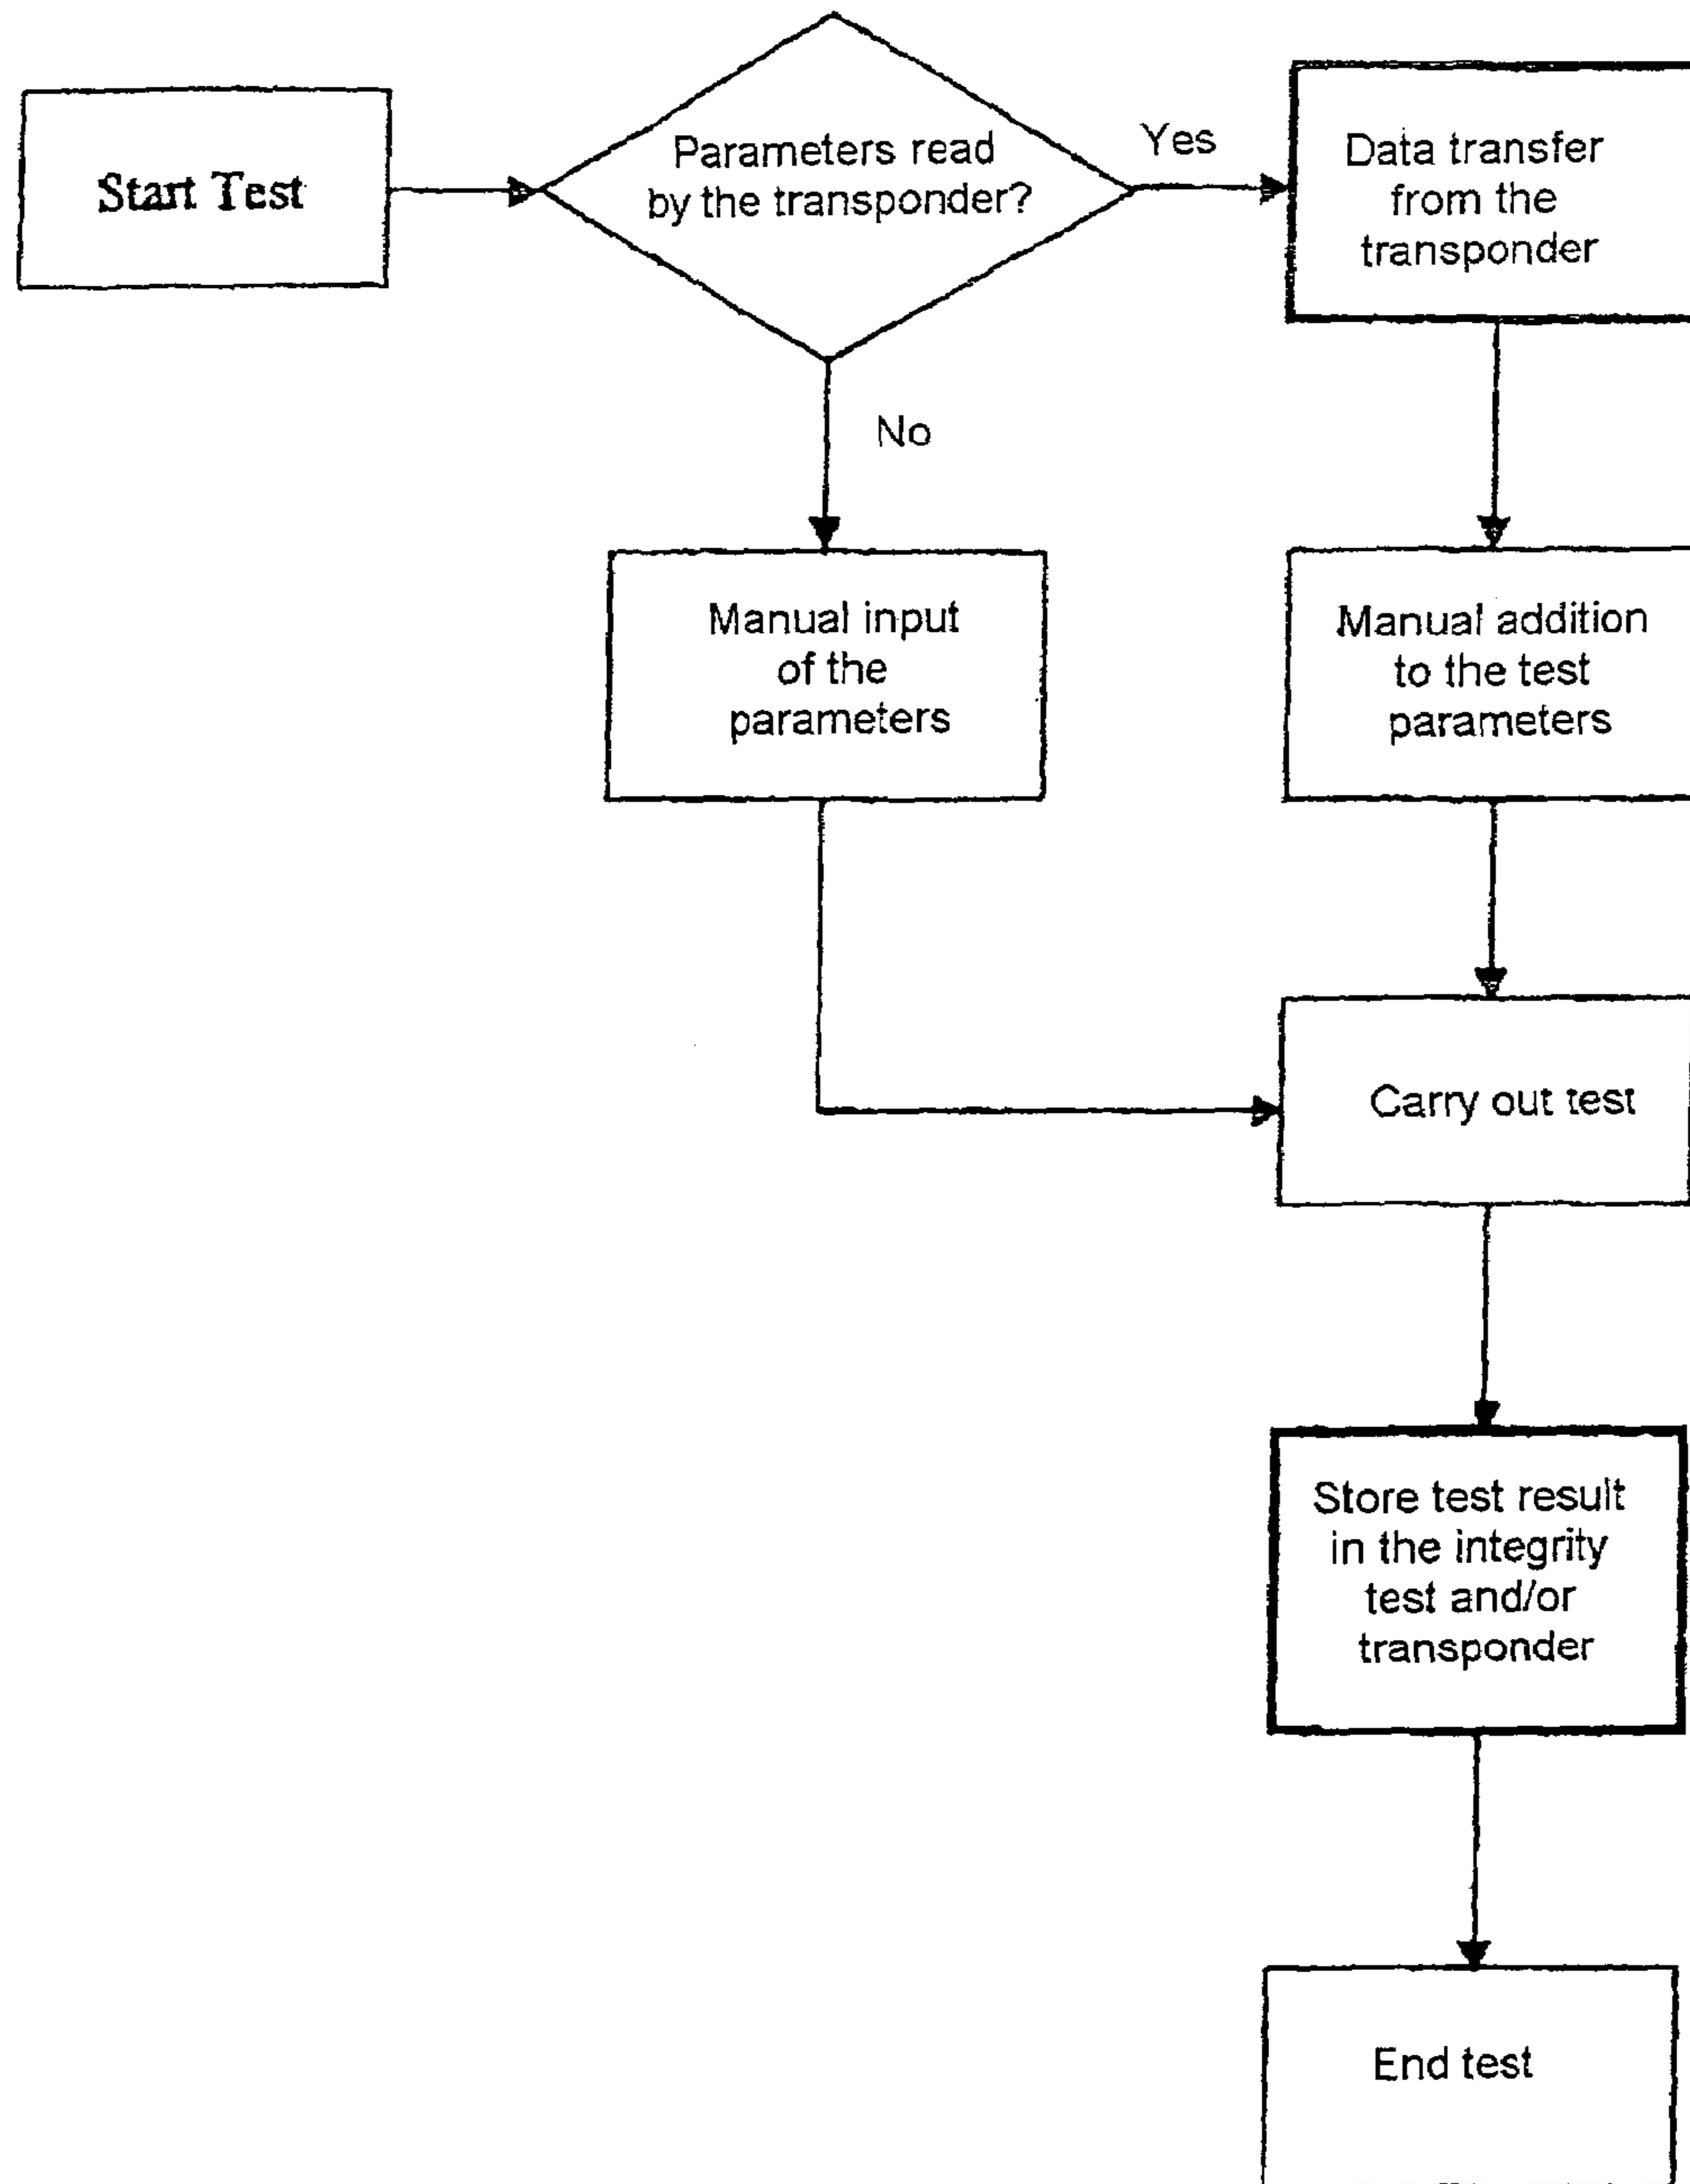 Start Test
Parameters read
by the transponder?
Yes
Data transfer
from the
transponder
No
Manual input
of the
parameters
Manual addition
to the test
parameters
Carry out test
Store test result
in the integrity
test and/or
transponder
End test